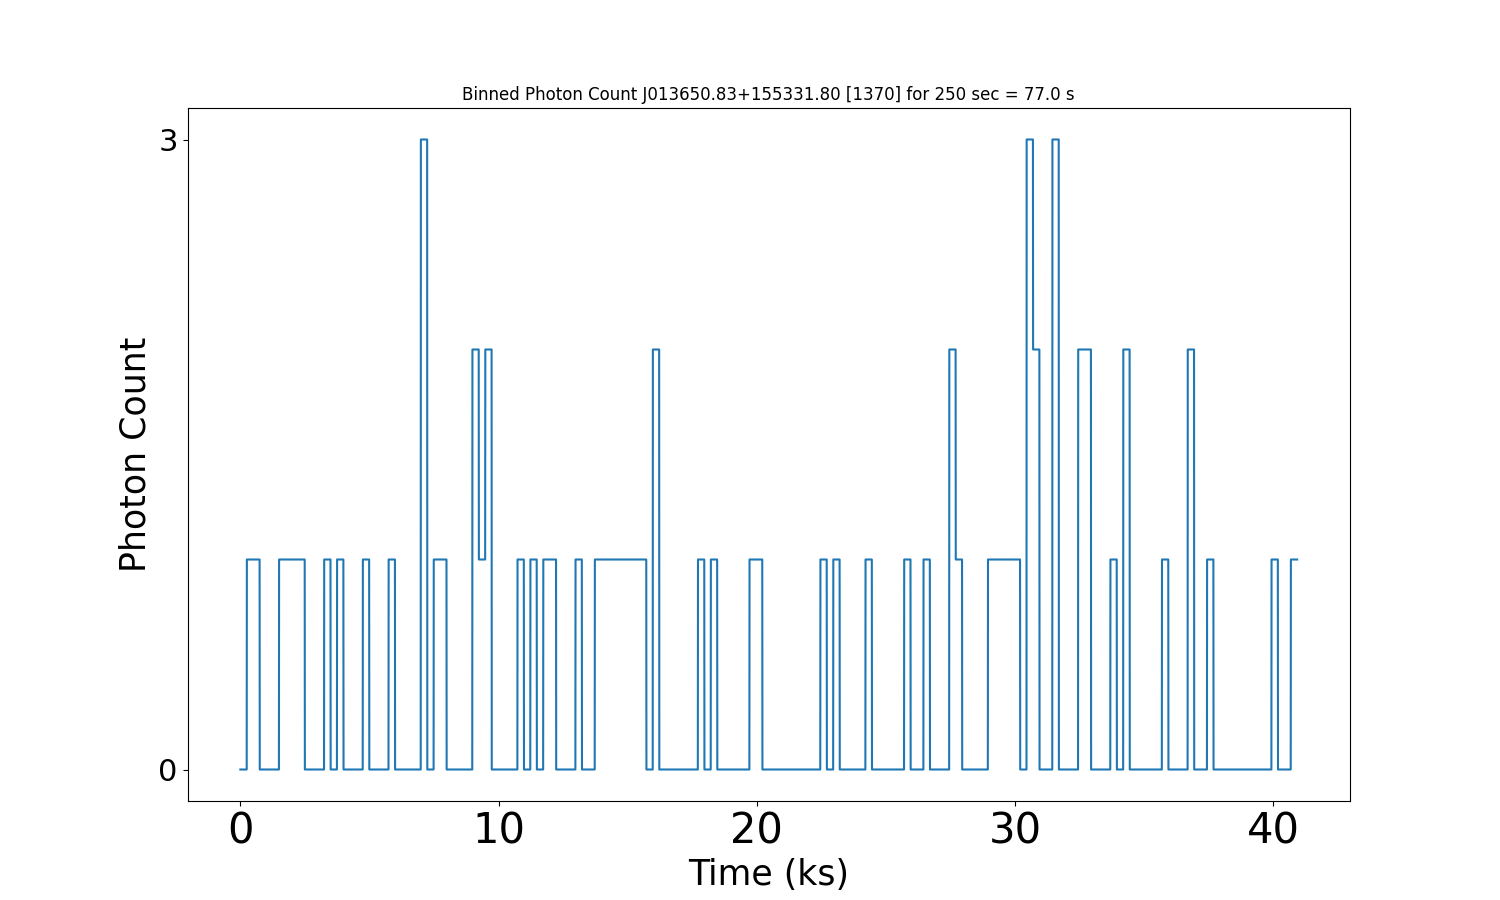 Binned Photon Count J013650.83+155331.80 [1370] for 250 sec = 77.0 s
3
Photon Count
0
0 10 20 30 40
Time (ks)